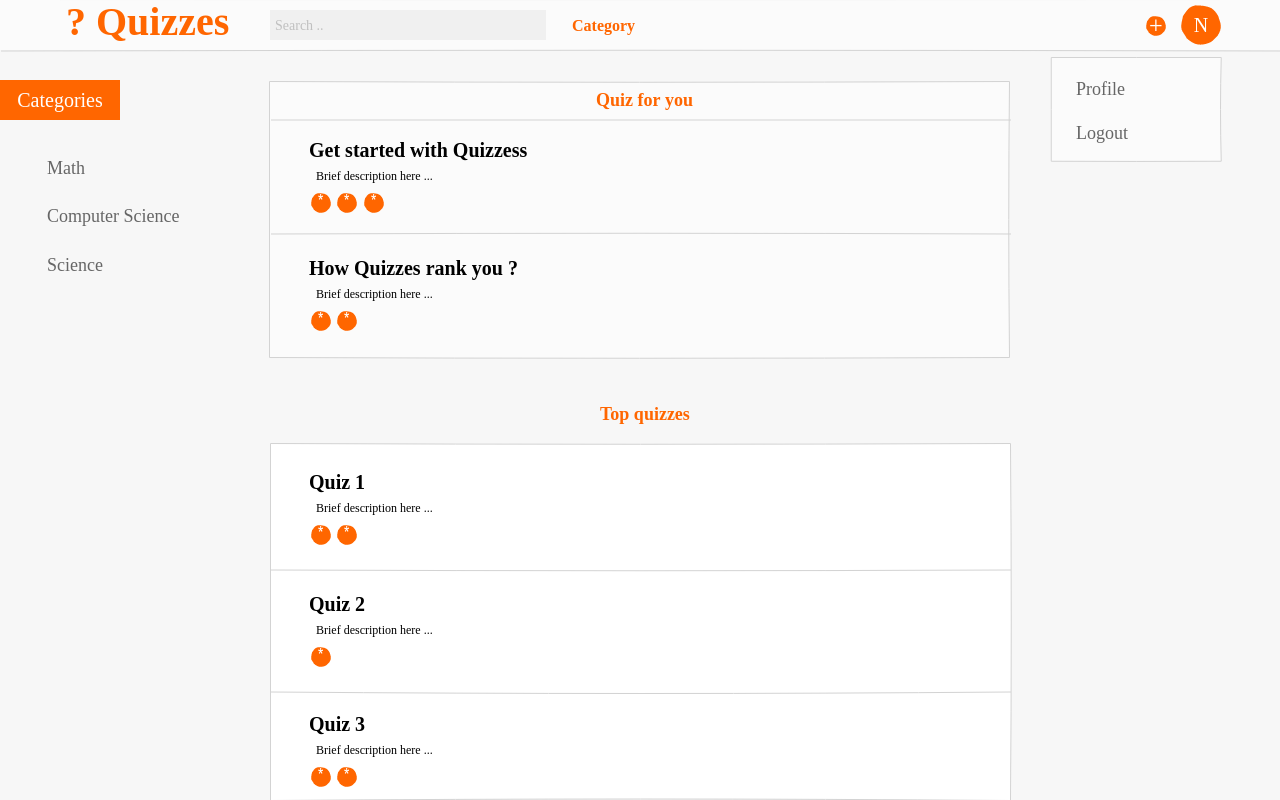 ? Quizzes
Search ..
Category
+
N
Profile
Logout
Categories
Math
Computer Science
Science
Quiz for you
Get started with Quizzess
Brief description here ...
* * *
How Quizzes rank you ?
Brief description here ...
* *
Top quizzes
Quiz 1
Brief description here ...
* *
Quiz 2
Brief description here ...
*
Quiz 3
Brief description here ...
* *